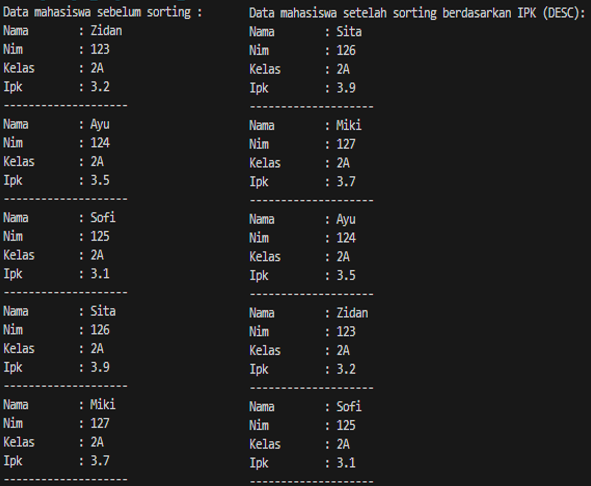 Data mahasiswa sebelum sorting :
Nama : Zidan
Nim : 123
Kelas : 2A
Ipk : 3.2
--------------------
Nama : Ayu
Nim : 124
Kelas : 2A
Ipk : 3.5
--------------------
Nama : Sofi
Nim : 125
Kelas : 2A
Ipk : 3.1
--------------------
Nama : Sita
Nim : 126
Kelas : 2A
Ipk : 3.9
--------------------
Nama : Miki
Nim : 127
Kelas : 2A
Ipk : 3.7
--------------------
Data mahasiswa setelah sorting berdasarkan IPK (DESC):
Nama : Sita
Nim : 126
Kelas : 2A
Ipk : 3.9
--------------------
Nama : Miki
Nim : 127
Kelas : 2A
Ipk : 3.7
--------------------
Nama : Ayu
Nim : 124
Kelas : 2A
Ipk : 3.5
--------------------
Nama : Zidan
Nim : 123
Kelas : 2A
Ipk : 3.2
--------------------
Nama : Sofi
Nim : 125
Kelas : 2A
Ipk : 3.1
--------------------